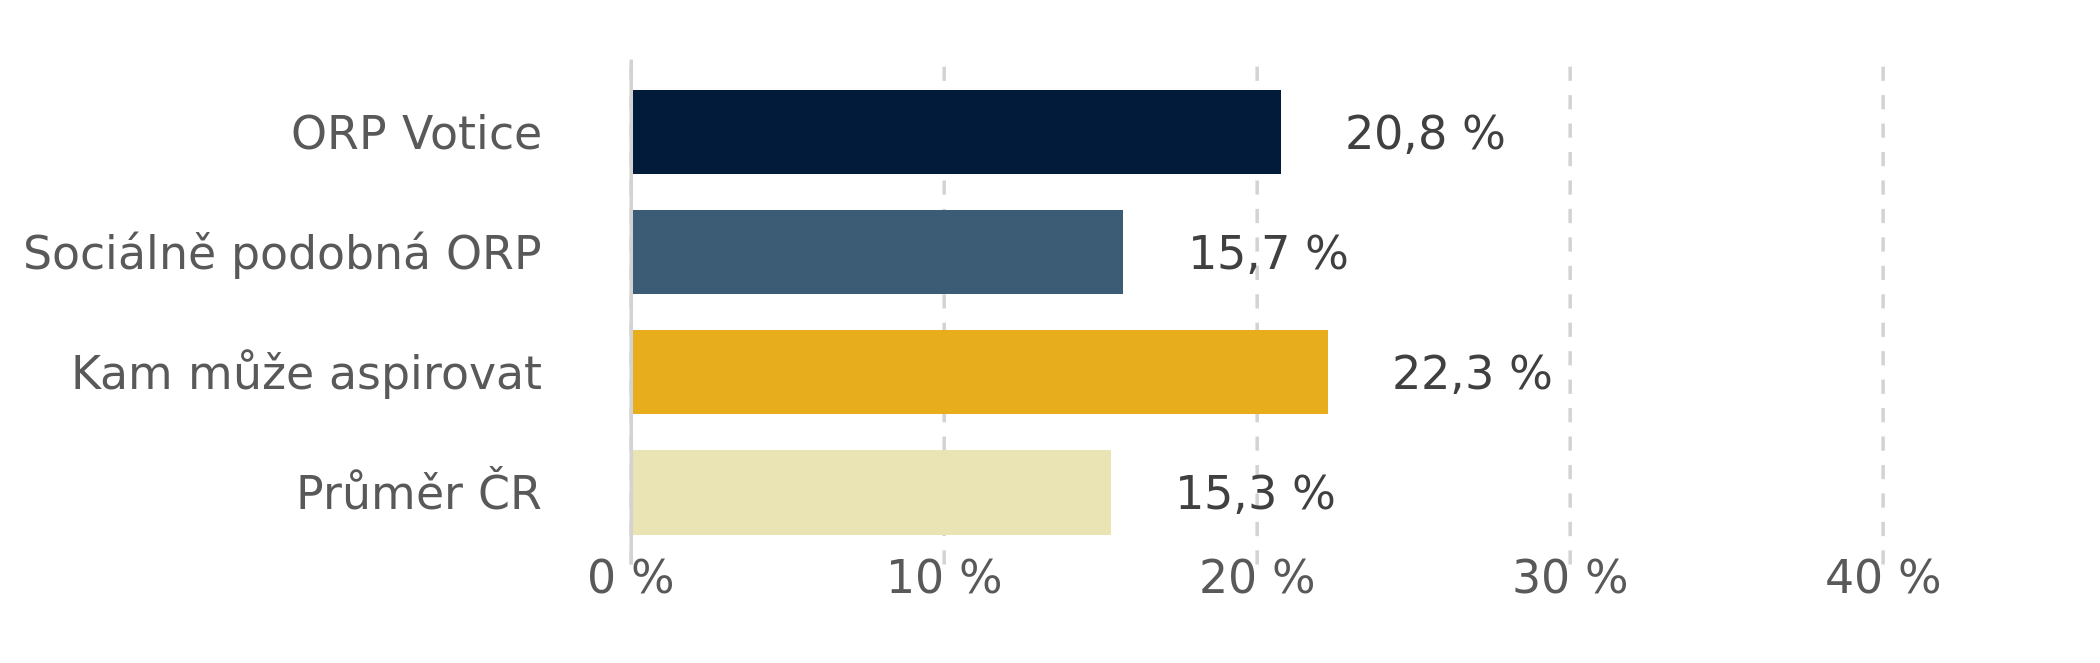 ORP Votice 20,8 %
Sociálně podobná ORP 15,7 %
Kam může aspirovat 22,3 %
Průměr ČR 15,3 %
0 % 10 % 20 % 30 % 40 %